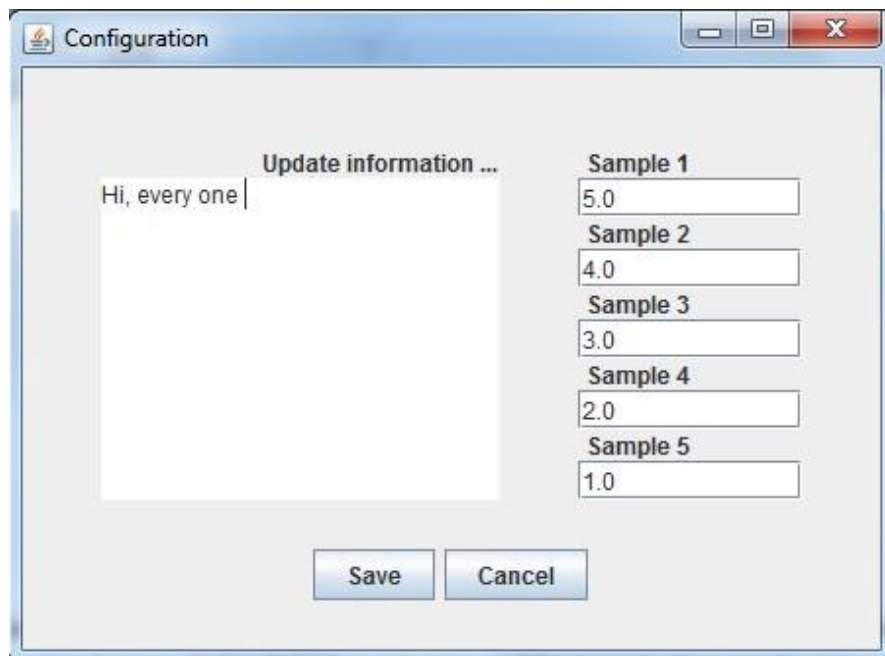 Configuration
Update information ...
Hi, every one
Sample 1
5.0
Sample 2
4.0
Sample 3
3.0
Sample 4
2.0
Sample 5
1.0
Save
Cancel